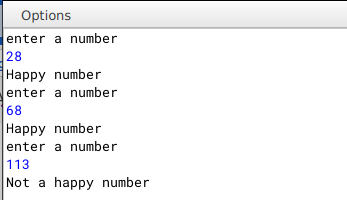 Options
enter a number
28
Happy number
enter a number
68
Happy number
enter a number
113
Not a happy number